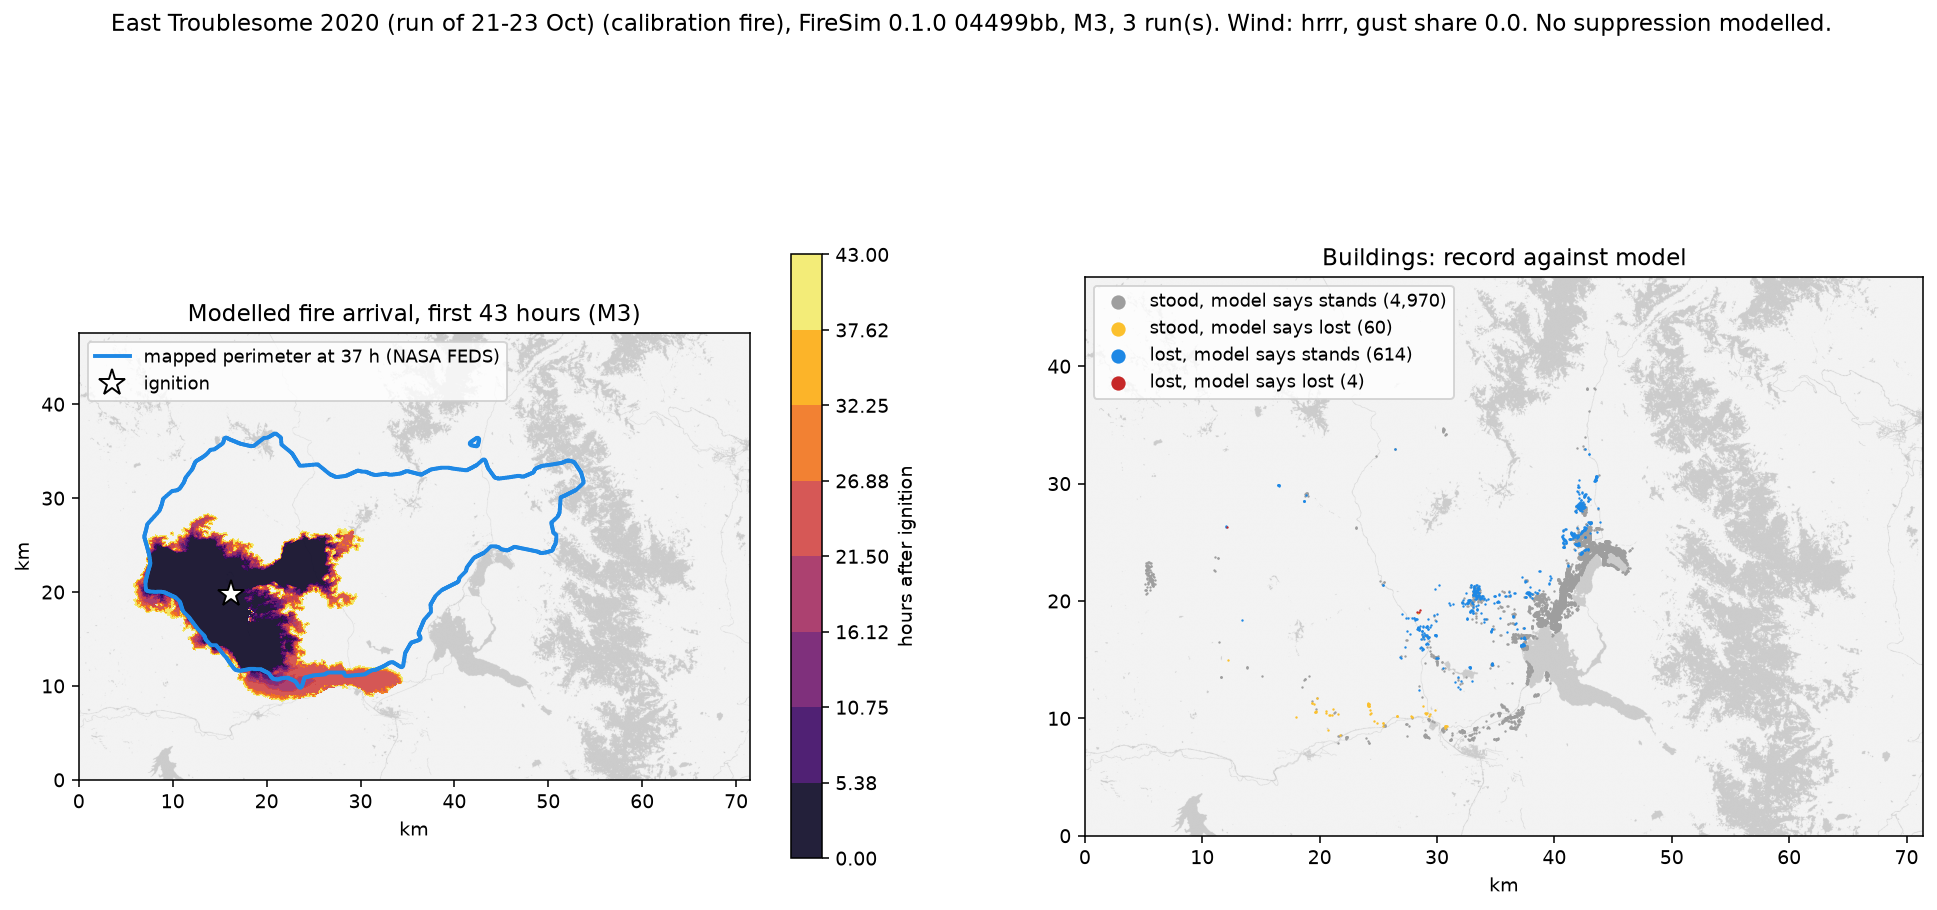 East Troublesome 2020 (run of 21-23 Oct) (calibration fire), FireSim 0.1.0 04499bb, M3, 3 run(s). Wind: hrrr, gust share 0.0. No suppression modelled.
Modelled fire arrival, first 43 hours (M3)
mapped perimeter at 37 h (NASA FEDS)
ignition
40
30
20
10
0
km
0 10 20 30 40 50 60 70
km
43.00
37.62
32.25
26.88
21.50
16.12
10.75
5.38
0.00
hours after ignition
Buildings: record against model
stood, model says stands (4,970)
stood, model says lost (60)
lost, model says stands (614)
lost, model says lost (4)
40
30
20
10
0
0 10 20 30 40 50 60 70
km